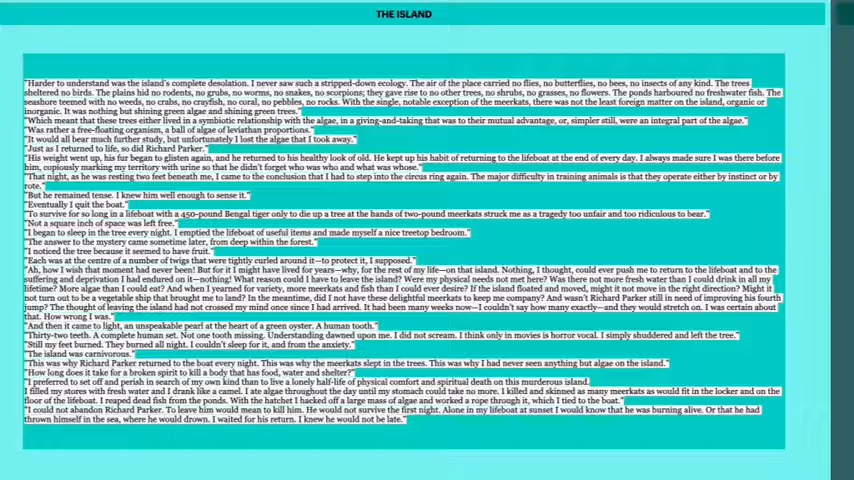 THE ISLAND
"Harder to understand was the island's complete desolation. I never saw such a stripped-down ecology. The air of the place carried no flies, no butterflies, no bees, no insects of any kind. The trees
sheltered no birds. The plains hid no rodents, no grubs, no worms, no snakes, no scorpions; they gave rise to no other trees, no shrubs, no grasses, no flowers. The ponds harboured no freshwater fish. The
seashore teemed with no weeds, no crabs, no crayfish, no coral, no pebbles, no rocks. With the single, notable exception of the meerkats, there was not the least foreign matter on the island, organic or
inorganic. It was nothing but shining green algae and shining green trees."
"Which meant that these trees either lived in a symbiotic relationship with the algae, in a giving-and-taking that was to their mutual advantage, or, simpler still, were an integral part of the algae."
"Was rather a free-floating organism, a ball of algae of leviathan proportions."
"It would all bear much further study, but unfortunately I lost the algae that I took away."
"Just as I returned to life, so did Richard Parker."
"His weight went up, his fur began to glisten again, and he returned to his healthy look of old. He kept up his habit of returning to the lifeboat at the end of every day. I always made sure I was there before
him, copiously marking my territory with urine so that he didn't forget who was who and what was whose."
"That night, as he was resting two feet beneath me, I came to the conclusion that I had to step into the circus ring again. The major difficulty in training animals is that they operate either by instinct or by
rote."
"But he remained tense. I knew him well enough to sense it."
"Eventually I quit the boat."
"To survive for so long in a lifeboat with a 450-pound Bengal tiger only to die up a tree at the hands of two-pound meerkats struck me as a tragedy too unfair and too ridiculous to bear."
"Not a square inch of space was left free."
"I began to sleep in the tree every night. I emptied the lifeboat of useful items and made myself a nice treetop bedroom."
"The answer to the mystery came sometime later, from deep within the forest."
"I noticed the tree because it seemed to have fruit."
"Each was at the centre of a number of twigs that were tightly curled around it—to protect it, I supposed."
"Ah, how I wish that moment had never been! But for it I might have lived for years—why, for the rest of my life—on that island. Nothing, I thought, could ever push me to return to the lifeboat and to the
suffering and deprivation I had endured on it—nothing! What reason could I have to leave the island? Were my physical needs not met here? Was there not more fresh water than I could drink in all my
lifetime? More algae than I could eat? And when I yearned for variety, more meerkats and fish than I could ever desire? If the island floated and moved, might it not move in the right direction? Might it
not turn out to be a vegetable ship that brought me to land? In the meantime, did I not have these delightful meerkats to keep me company? And wasn't Richard Parker still in need of improving his fourth
jump? The thought of leaving the island had not crossed my mind once since I had arrived. It had been many weeks now—I couldn't say how many exactly—and they would stretch on. I was certain about
that. How wrong I was."
"And then it came to light, an unspeakable pearl at the heart of a green oyster. A human tooth."
"Thirty-two teeth. A complete human set. Not one tooth missing. Understanding dawned upon me. I did not scream. I think only in movies is horror vocal. I simply shuddered and left the tree."
"Still my feet burned. They burned all night. I couldn't sleep for it, and from the anxiety."
"The island was carnivorous."
"This was why Richard Parker returned to the boat every night. This was why the meerkats slept in the trees. This was why I had never seen anything but algae on the island."
"How long does it take for a broken spirit to kill a body that has food, water and shelter?"
"I preferred to set off and perish in search of my own kind than to live a lonely half-life of physical comfort and spiritual death on this murderous island.
I filled my stores with fresh water and I drank like a camel. I ate algae throughout the day until my stomach could take no more. I killed and skinned as many meerkats as would fit in the locker and on the
floor of the lifeboat. I reaped dead fish from the ponds. With the hatchet I hacked off a large mass of algae and worked a rope through it, which I tied to the boat."
"I could not abandon Richard Parker. To leave him would mean to kill him. He would not survive the first night. Alone in my lifeboat at sunset I would know that he was burning alive. Or that he had
thrown himself in the sea, where he would drown. I waited for his return. I knew he would not be late."